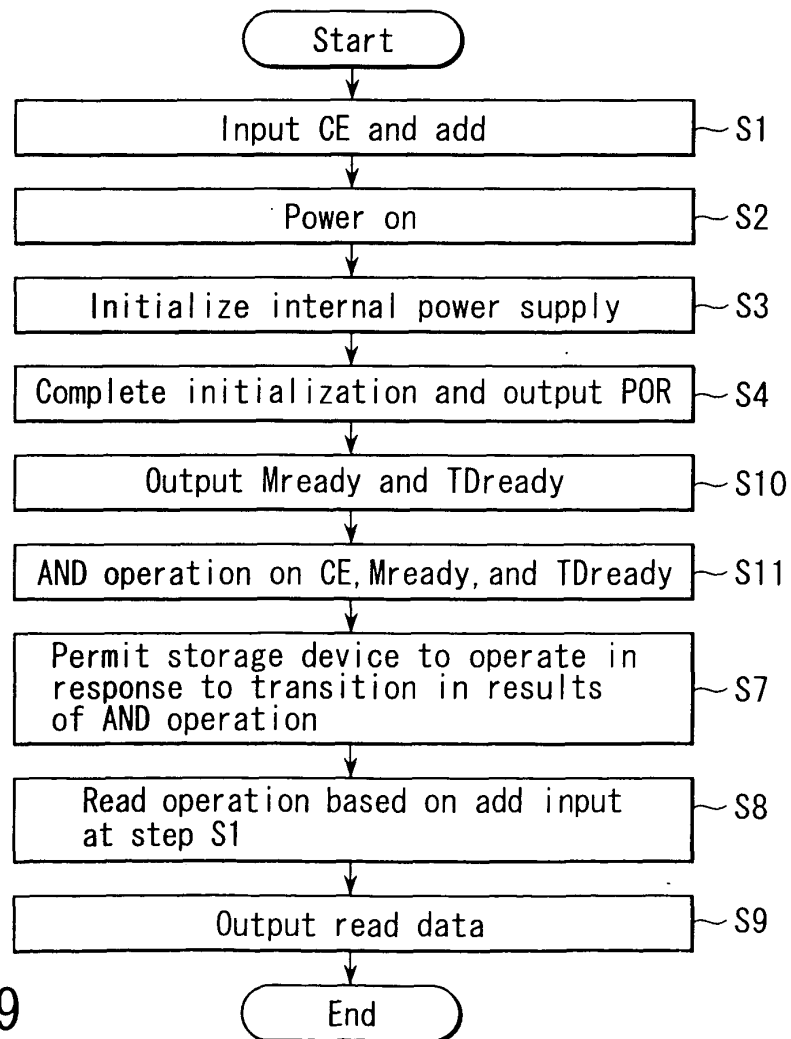 Start
Input CE and add
S1
Power on
S2
Initialize internal power supply
S3
Complete initialization and output POR
S4
Output Mready and TDready
S10
AND operation on CE, Mready, and TDready
S11
Permit storage device to operate in
response to transition in results
of AND operation
S7
Read operation based on add input
at step S1
S8
Output read data
S9
End
9